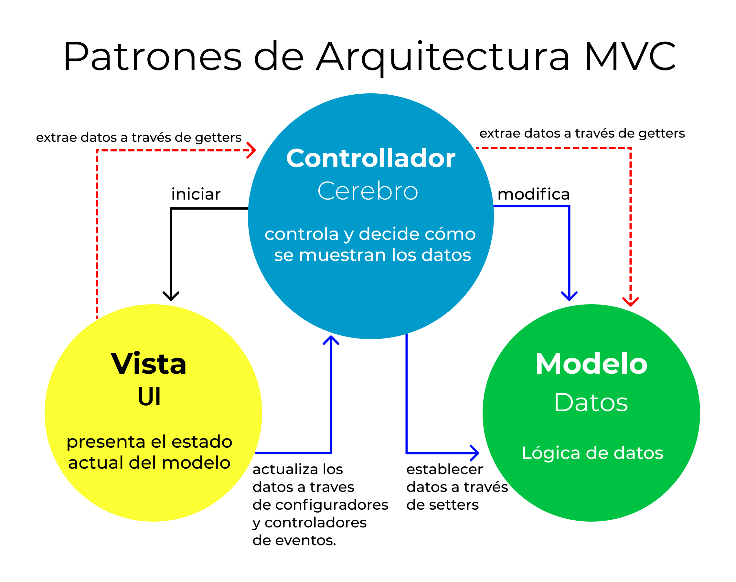 Patrones de Arquitectura MVC
extrae datos a través de getters
extrae datos a través de getters
Controllador
Cerebro
controla y decide cómo
se muestran los datos
iniciar
modifica
Vista
UI
presenta el estado
actual del modelo
Modelo
Datos
Lógica de datos
actualiza los
datos a traves
de configuradores
y controladores
de eventos.
establecer
datos a través
de setters